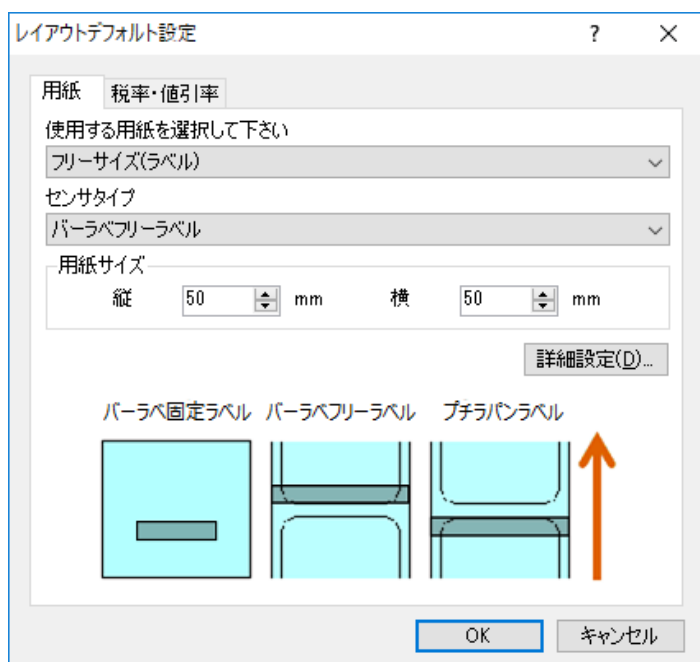 レイアウトデフォルト設定 ?
用紙 税率・値引率
使用する用紙を選択して下さい
フリーサイズ(ラベル)
センサタイプ
バーラベフリーラベル
用紙サイズ
縦 50 mm 横 50 mm
詳細設定(D)...
バーラベ固定ラベル バーラベフリーラベル プチラパンラベル
OK キャンセル